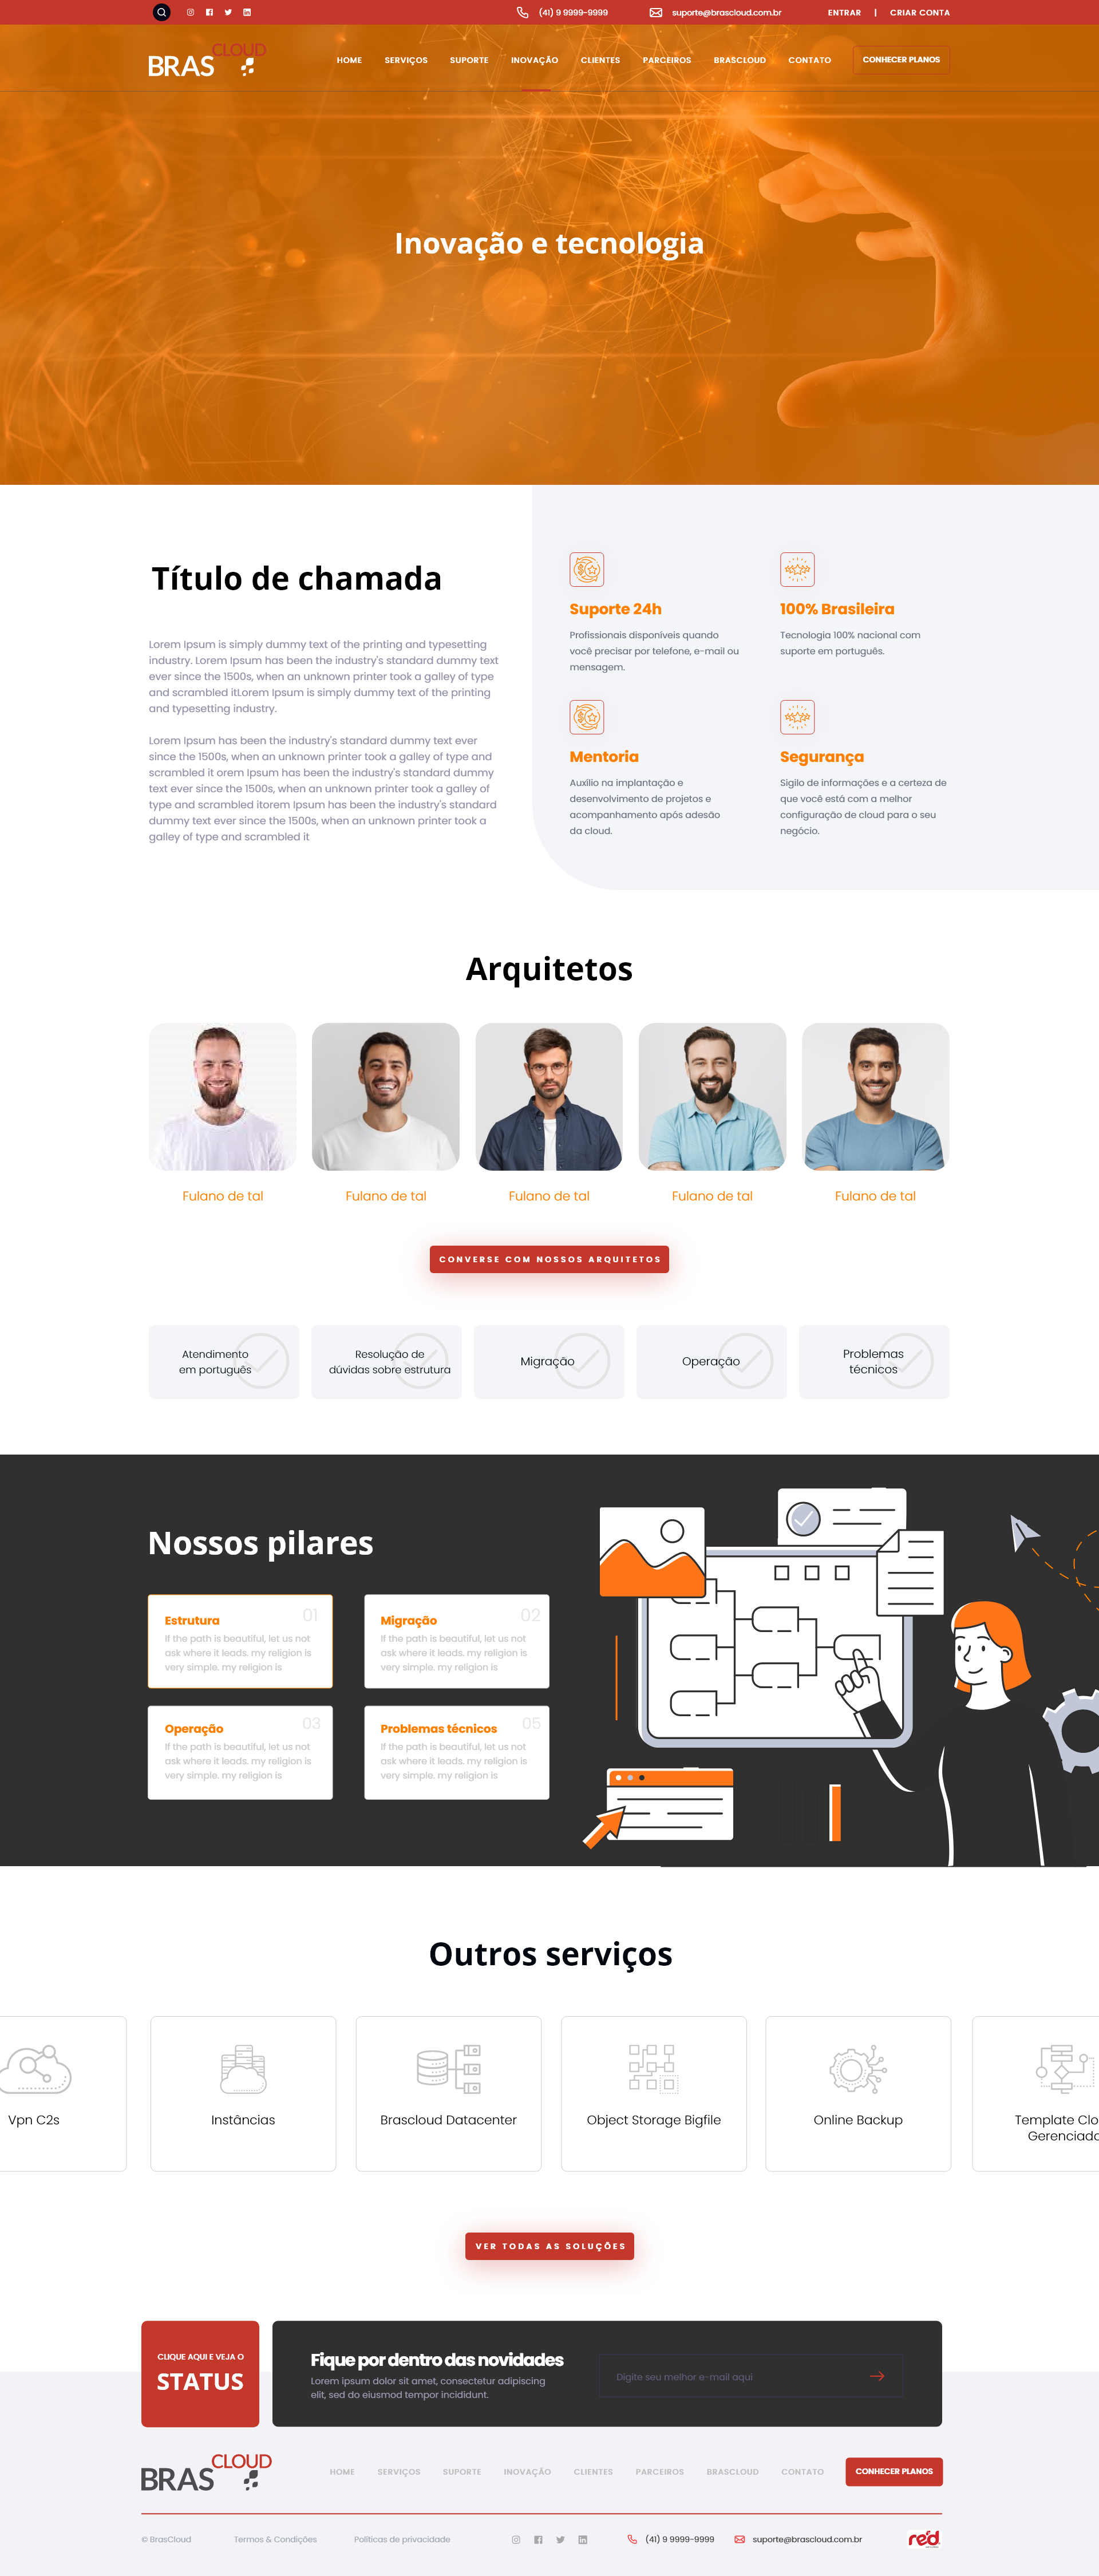 (41) 9 9999-9999
suporte@brascloud.com.br
ENTRAR | CRIAR CONTA
BRAS CLOUD
HOME SERVIÇOS SUPORTE INOVAÇÃO CLIENTES PARCEIROS BRASCLOUD CONTATO
CONHECER PLANOS
Inovação e tecnologia
Título de chamada
Lorem Ipsum is simply dummy text of the printing and typesetting
industry. Lorem Ipsum has been the industry's standard dummy text
ever since the 1500s, when an unknown printer took a galley of type
and scrambled itLorem Ipsum is simply dummy text of the printing
and typesetting industry.
Lorem Ipsum has been the industry's standard dummy text ever
since the 1500s, when an unknown printer took a galley of type and
scrambled it orem Ipsum has been the industry's standard dummy
text ever since the 1500s, when an unknown printer took a galley of
type and scrambled itorem Ipsum has been the industry's standard
dummy text ever since the 1500s, when an unknown printer took a
galley of type and scrambled it
Suporte 24h
Profissionais disponíveis quando
você precisar por telefone, e-mail ou
mensagem.
100% Brasileira
Tecnologia 100% nacional com
suporte em português.
Mentoria
Auxílio na implantação e
desenvolvimento de projetos e
acompanhamento após adesão
da cloud.
Segurança
Sigilo de informações e a certeza de
que você está com a melhor
configuração de cloud para o seu
negócio.
Arquitetos
Fulano de tal
Fulano de tal
Fulano de tal
Fulano de tal
Fulano de tal
CONVERSE COM NOSSOS ARQUITETOS
Atendimento
em português
Resolução de
dúvidas sobre estrutura
Migração
Operação
Problemas
técnicos
Nossos pilares
Estrutura
01
If the path is beautiful, let us not
ask where it leads. my religion is
very simple. my religion is
Migração
02
If the path is beautiful, let us not
ask where it leads. my religion is
very simple. my religion is
Operação
03
If the path is beautiful, let us not
ask where it leads. my religion is
very simple. my religion is
Problemas técnicos
05
If the path is beautiful, let us not
ask where it leads. my religion is
very simple. my religion is
Outros serviços
Vpn C2s
Instâncias
Brascloud Datacenter
Object Storage Bigfile
Online Backup
Template Clo
Gerenciado
VER TODAS AS SOLUÇÕES
CLIQUE AQUI E VEJA O
STATUS
Fique por dentro das novidades
Lorem ipsum dolor sit amet, consectetur adipiscing
elit, sed do eiusmod tempor incididunt.
Digite seu melhor e-mail aqui
BRAS CLOUD
HOME SERVIÇOS SUPORTE INOVAÇÃO CLIENTES PARCEIROS BRASCLOUD CONTATO
CONHECER PLANOS
© BrasCloud
Termos & Condições
Políticas de privacidade
(41) 9 9999-9999
suporte@brascloud.com.br
red